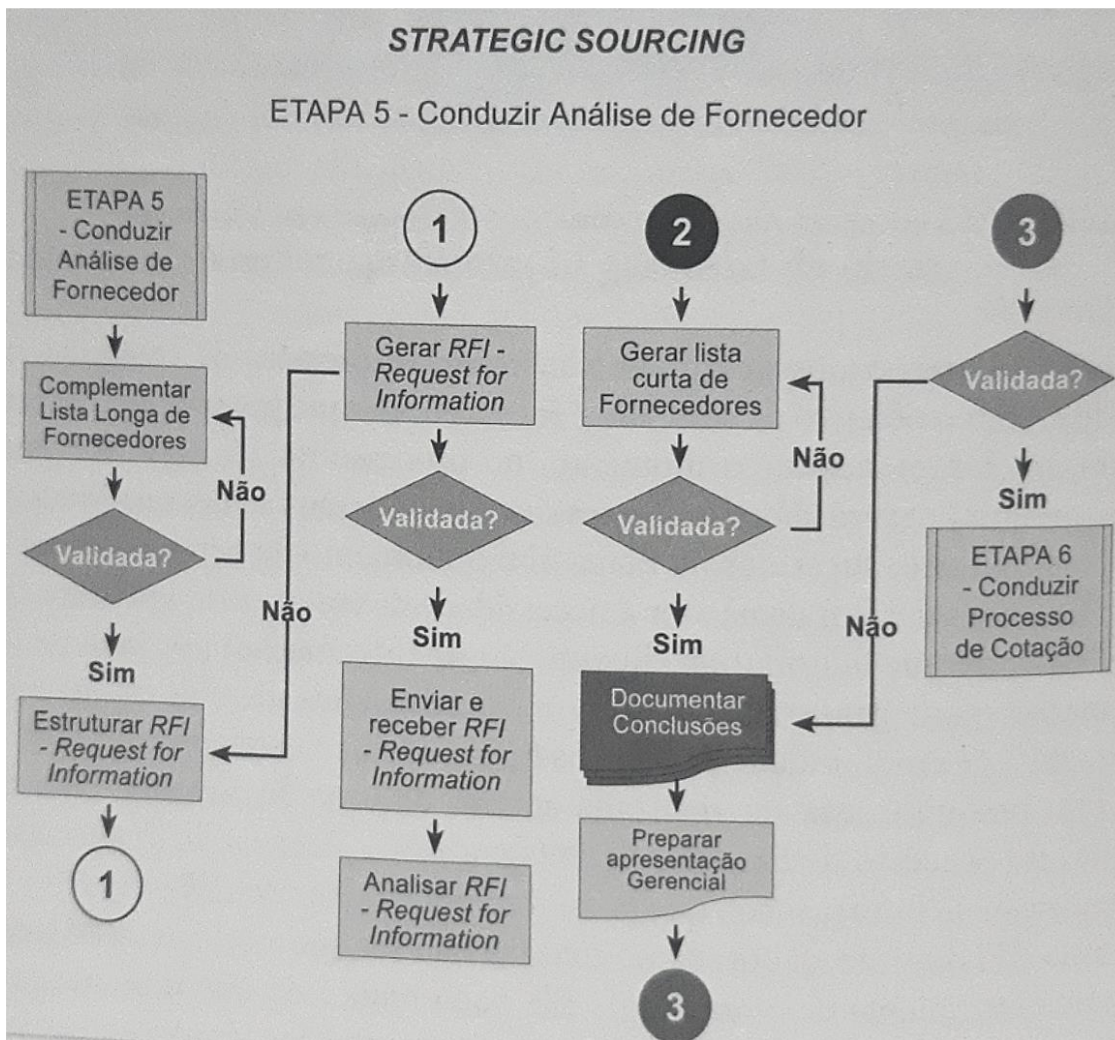 STRATEGIC SOURCING
ETAPA 5 - Conduzir Análise de Fornecedor
ETAPA 5
- Conduzir
Análise de
Fornecedor
Complementar
Lista Longa de
Fornecedores
Não
Validada?
Sim
Estruturar RFI
- Request for
Information
1
1
Gerar RFI -
Request for
Information
Validada?
Não
Sim
Enviar e
receber RFI
- Request for
Information
Analisar RFI
- Request for
Information
2
Gerar lista
curta de
Fornecedores
Não
Validada?
Sim
Documentar
Conclusões
Preparar
apresentação
Gerencial
3
3
Validada?
Não
Sim
ETAPA 6
- Conduzir
Processo
de Cotação